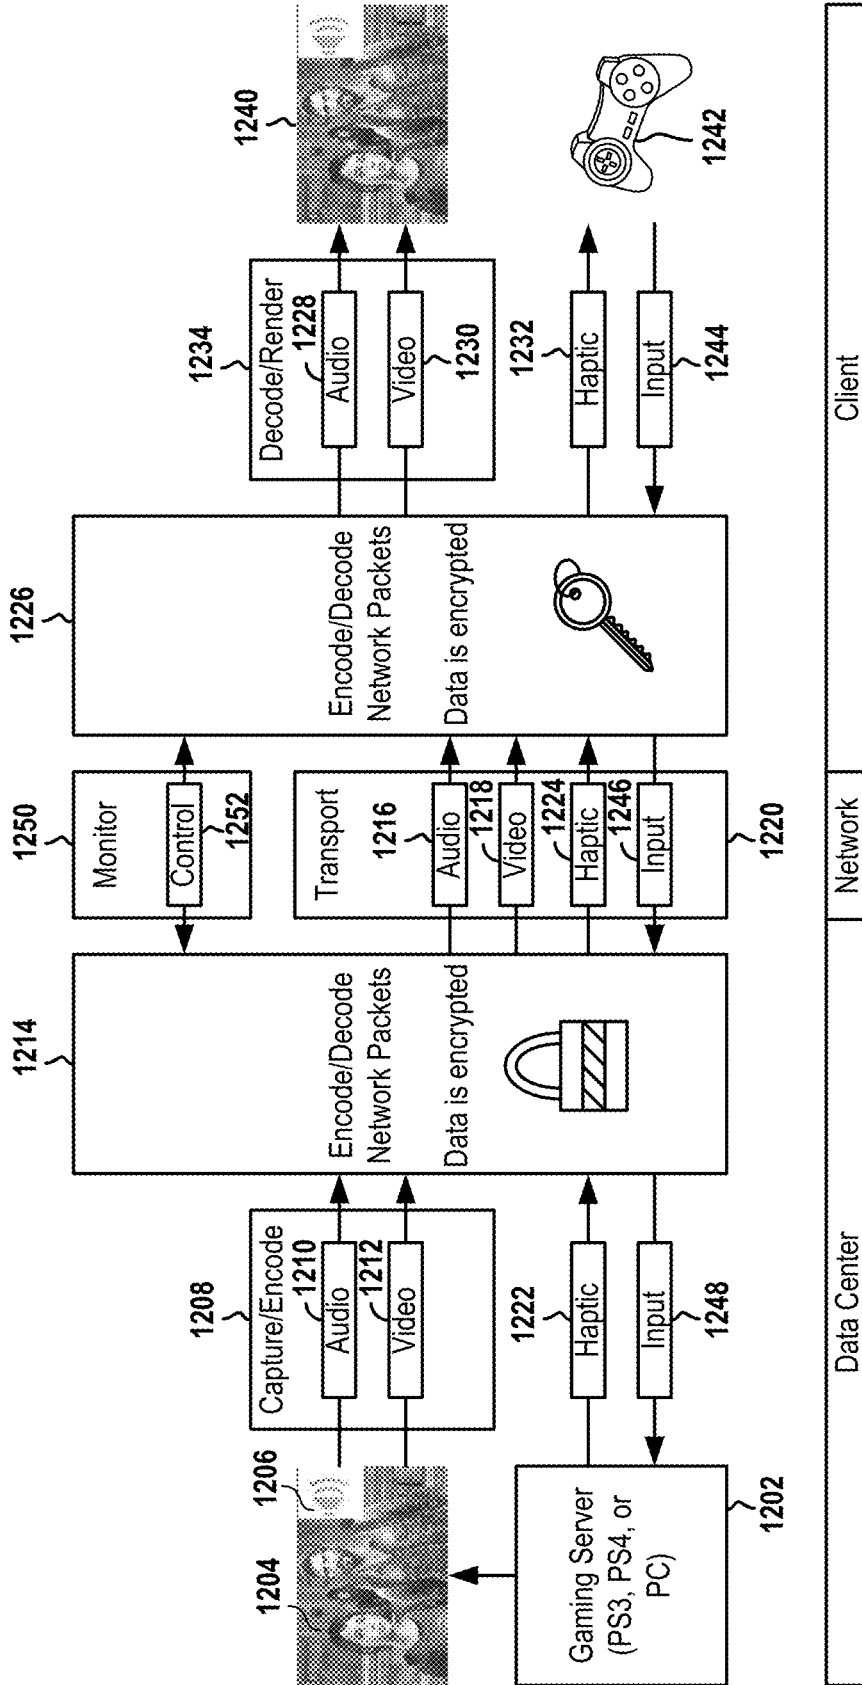 1204
1206
1208
Capture/Encode
Audio
1210
Video
1212
1214
Encode/Decode
Network Packets
Data is encrypted
1250
Monitor
Control
1252
Transport
1216
Audio
1218
Video
1224
Haptic
1246
Input
1220
1226
Encode/Decode
Network Packets
Data is encrypted
1234
Decode/Render
Audio
1228
Video
1230
1240
Gaming Server
(PS3, PS4, or
PC)
1202
1222
Haptic
Input
1248
1232
Haptic
Input
1244
1242
Data Center
Network
Client